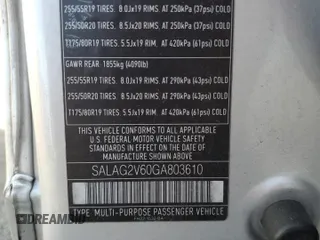 255/55R19 TIRES. 8.0Jx19 RIMS. AT 250kPa (37psi) COLD
255/50R20 TIRES. 8.5Jx20 RIMS. AT 250kPa (37psi) COLD
T175/80R19 TIRES. 5.5Jx19 RIM. AT 420kPa (61psi) COLD
GAWR REAR: 1855kg (4090lb)
255/55R19 TIRES. 8.0Jx19 RIMS. AT 290kPa (43psi) COLD
255/50R20 TIRES. 8.5Jx20 RIMS. AT 290kPa (43psi) COLD
T175/80R19 TIRES. 5.5Jx19 RIM. AT 420kPa (61psi) COLD
THIS VEHICLE CONFORMS TO ALL APPLICABLE
U.S. FEDERAL MOTOR VEHICLE SAFETY
STANDARDS IN EFFECT ON THE DATE OF
MANUFACTURE SHOWN ABOVE.
SALAG2V60GA803610
TYPE: MULTI-PURPOSE PASSENGER VEHICLE
DREAMBID